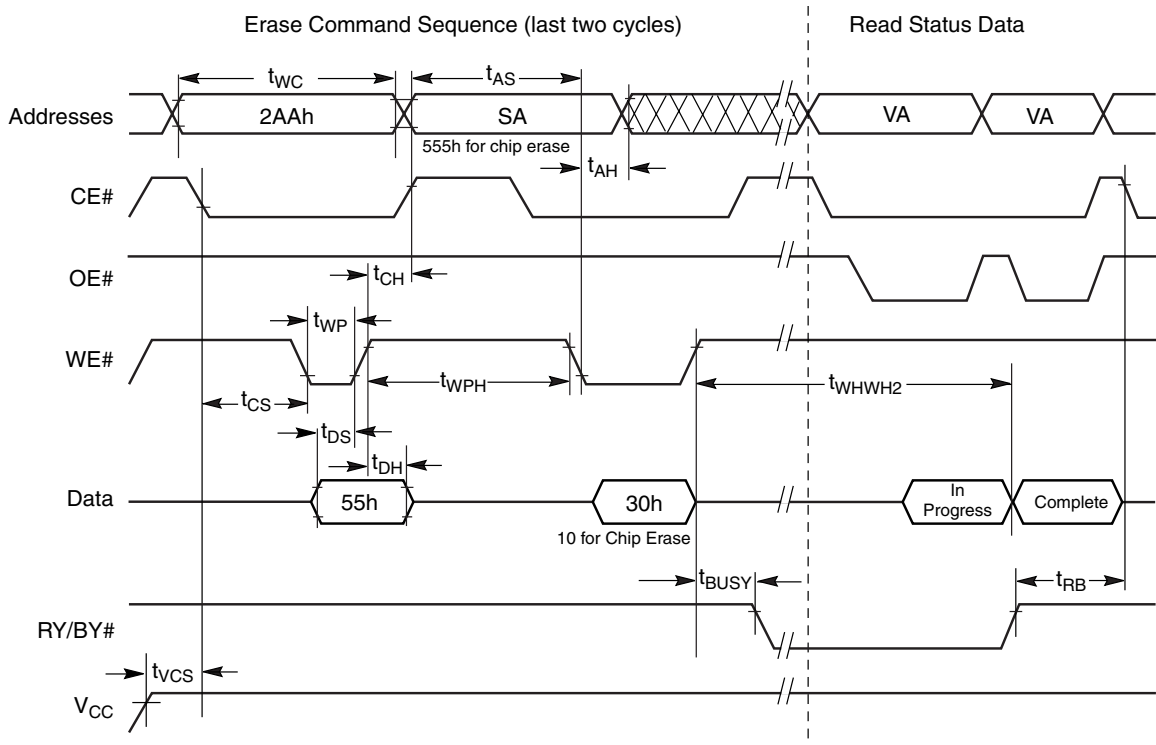 Erase Command Sequence (last two cycles)
Read Status Data
tWC
tAS
Addresses
2AAh
SA
VA
VA
555h for chip erase
tAH
CE#
OE#
tCH
tWP
WE#
tWPH
tWHWH2
tCS
tDS
tDH
Data
55h
30h
In
Progress
Complete
10 for Chip Erase
tBUSY
tRB
RY/BY#
tVCS
VCC